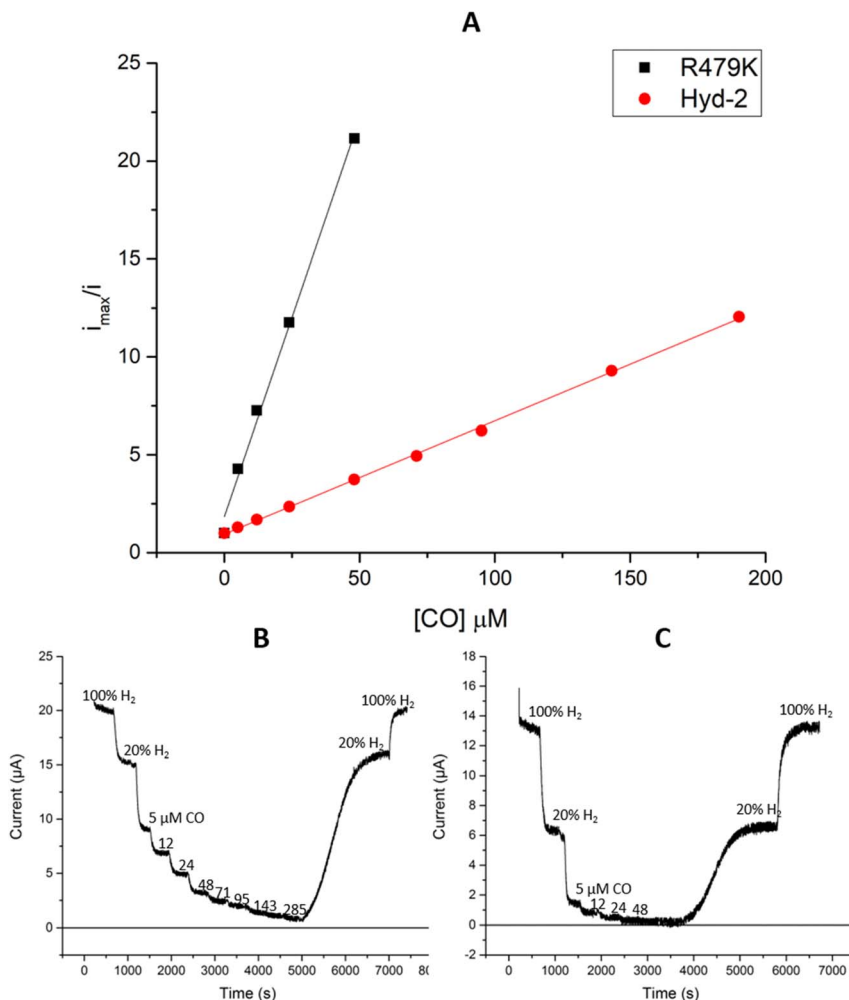 A
R479K
Hyd-2
25
20
15
10
5
0
i_max/i
0 50 100 150 200
[CO] μM
B
25
20
15
10
5
0
Current (μA)
100% H₂
20% H₂
5 μM CO
12
24
48
71
95
143
285
20% H₂
100% H₂
0 1000 2000 3000 4000 5000 6000 7000 80
Time (s)
C
18
16
14
12
10
8
6
4
2
0
-2
Current (μA)
100% H₂
20% H₂
5 μM CO
12 24 48
20% H₂
100% H₂
0 1000 2000 3000 4000 5000 6000 7000
Time (s)